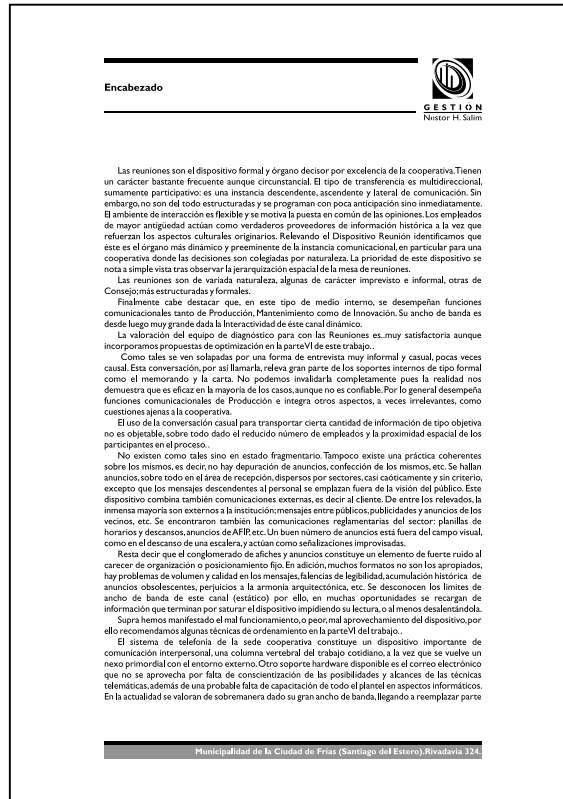 Encabezado
GESTIÓN
Nestor H. Salim
Las reuniones son el dispositivo formal y órgano decisor por excelencia de la cooperativa. Tienen
un carácter bastante frecuente aunque circunstancial. El tipo de transferencia es multidireccional,
sumamente participativo: es una instancia descendente, ascendente y lateral de comunicación. Sin
embargo, no son del todo estructuradas y se programan con poca anticipación sino inmediatamente.
El ambiente de interacción es flexible y se motiva la puesta en común de las opiniones. Los empleados
de mayor antigüedad actúan como verdaderos proveedores de información histórica a la vez que
refuerzan los aspectos culturales originarios. Relevando el Dispositivo Reunión identificamos que
éste es el órgano más dinámico y preeminente de la instancia comunicacional, en particular para una
cooperativa donde las decisiones son colegiadas por naturaleza. La prioridad de este dispositivo se
nota a simple vista tras observar la jerarquización espacial de la mesa de reuniones.
Las reuniones son de variada naturaleza, algunas de carácter imprevisto e informal, otras de
Consejo; más estructuradas y formales.
Finalmente cabe destacar que, en este tipo de medio interno, se desempeñan funciones
comunicacionales tanto de Producción, Mantenimiento como de Innovación. Su ancho de banda es
desde luego muy grande dada la Interactividad de éste canal dinámico.
La valoración del equipo de diagnóstico para con las Reuniones es..muy satisfactoria aunque
incorporamos propuestas de optimización en la parteVI de este trabajo..
Como tales se ven solapadas por una forma de entrevista muy informal y casual, pocas veces
causal. Esta conversación, por así llamarla, releva gran parte de los soportes internos de tipo formal
como el memorando y la carta. No podemos invalidarla completamente pues la realidad nos
demuestra que es eficaz en la mayoría de los casos, aunque no es confiable. Por lo general desempeña
funciones comunicacionales de Producción e integra otros aspectos, a veces irrelevantes, como
cuestiones ajenas a la cooperativa.
El uso de la conversación casual para transportar cierta cantidad de información de tipo objetiva
no es objetable, sobre todo dado el reducido número de empleados y la proximidad espacial de los
participantes en el proceso..
No existen como tales sino en estado fragmentario. Tampoco existe una práctica coherentes
sobre los mismos, es decir, no hay depuración de anuncios, confección de los mismos, etc. Se hallan
anuncios, sobre todo en el área de recepción, dispersos por sectores, casi caóticamente y sin criterio,
excepto que los mensajes descendentes al personal se emplazan fuera de la visión del público. Este
dispositivo combina también comunicaciones externas, es decir al cliente. De entre los relevados, la
inmensa mayoría son externos a la institución; mensajes entre públicos, publicidades y anuncios de los
vecinos, etc. Se encontraron también las comunicaciones reglamentarias del sector: planillas de
horarios y descansos, anuncios de AFIP, etc. Un buen número de anuncios está fuera del campo visual,
como en el descanso de una escalera, y actúan como señalizaciones improvisadas.
Resta decir que el conglomerado de afiches y anuncios constituye un elemento de fuerte ruido al
carecer de organización o posicionamiento fijo. En adición, muchos formatos no son los apropiados,
hay problemas de volumen y calidad en los mensajes, falencias de legibilidad, acumulación histórica de
anuncios obsolescentes, perjuicios a la armonía arquitectónica, etc. Se desconocen los límites de
ancho de banda de este canal (estático) por ello, en muchas oportunidades se recargan de
información que terminan por saturar el dispositivo impidiendo su lectura, o al menos desalentándola.
Supra hemos manifestado el mal funcionamiento, o peor, mal aprovechamiento del dispositivo, por
ello recomendamos algunas técnicas de ordenamiento en la parteVI del trabajo..
El sistema de telefonía de la sede cooperativa constituye un dispositivo importante de
comunicación interpersonal, una columna vertebral del trabajo cotidiano, a la vez que se vuelve un
nexo primordial con el entorno externo. Otro soporte hardware disponible es el correo electrónico
que no se aprovecha por falta de conscientización de las posibilidades y alcances de las técnicas
telemáticas, además de una probable falta de capacitación de todo el plantel en aspectos informáticos.
En la actualidad se valoran de sobremanera dado su gran ancho de banda, llegando a reemplazar parte
Municipalidad de la Ciudad de Frías (Santiago del Estero). Rivadavia 324.